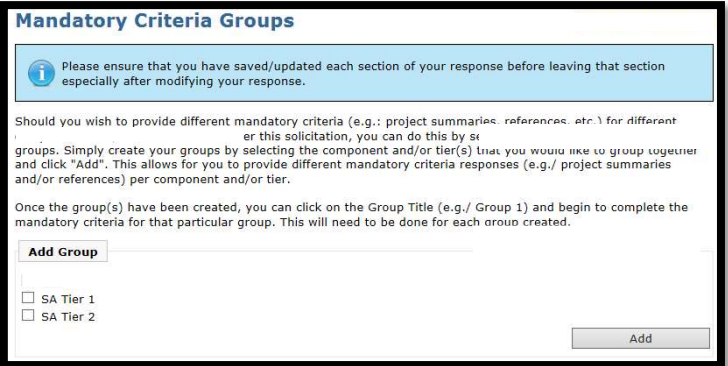 Mandatory Criteria Groups
Please ensure that you have saved/updated each section of your response before leaving that section
especially after modifying your response.
Should you wish to provide different mandatory criteria (e.g.: project summaries, references, etc.) for different
er this solicitation, you can do this by se
groups. Simply create your groups by selecting the component and/or tier(s) that you would like to group together
and click "Add". This allows for you to provide different mandatory criteria responses (e.g./ project summaries
and/or references) per component and/or tier.
Once the group(s) have been created, you can click on the Group Title (e.g./ Group 1) and begin to complete the
mandatory criteria for that particular group. This will need to be done for each group created.
Add Group
SA Tier 1
SA Tier 2
Add